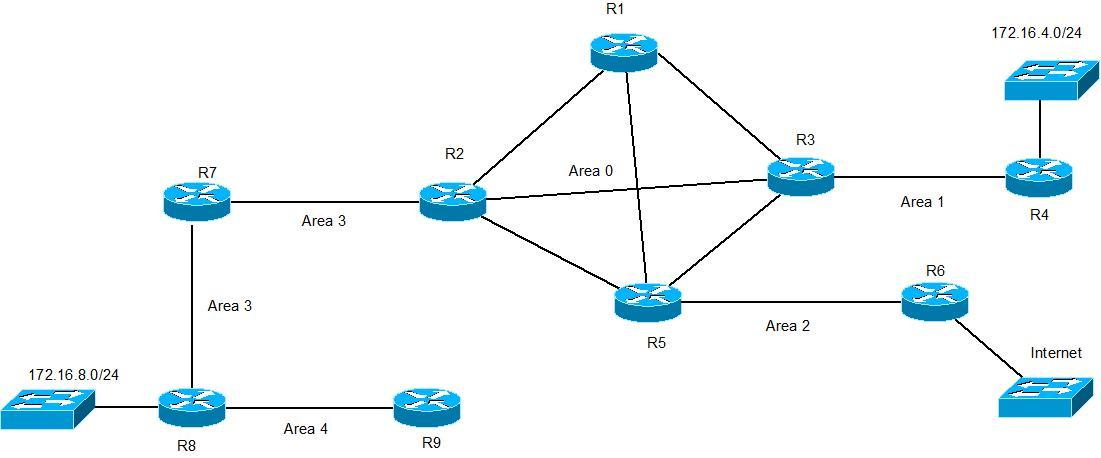 R1
172.16.4.0/24
R3
R2
Area 0
R7
Area 1
R4
Area 3
R6
Area 3
Area 2
R5
Internet
172.16.8.0/24
Area 4
R8
R9